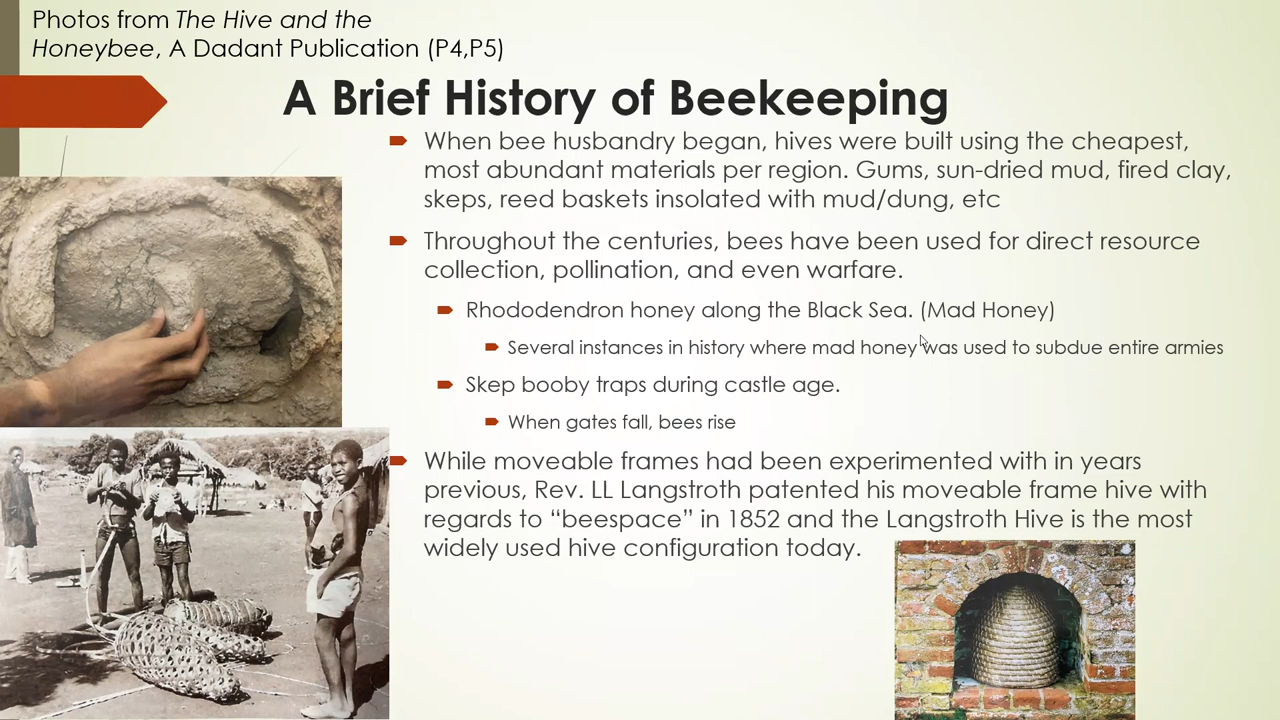 Photos from The Hive and the
Honeybee, A Dadant Publication (P4,P5)
A Brief History of Beekeeping
When bee husbandry began, hives were built using the cheapest,
most abundant materials per region. Gums, sun-dried mud, fired clay,
skeps, reed baskets insolated with mud/dung, etc
Throughout the centuries, bees have been used for direct resource
collection, pollination, and even warfare.
Rhododendron honey along the Black Sea. (Mad Honey)
Several instances in history where mad honey was used to subdue entire armies
Skep booby traps during castle age.
When gates fall, bees rise
While moveable frames had been experimented with in years
previous, Rev. LL Langstroth patented his moveable frame hive with
regards to “beespace” in 1852 and the Langstroth Hive is the most
widely used hive configuration today.